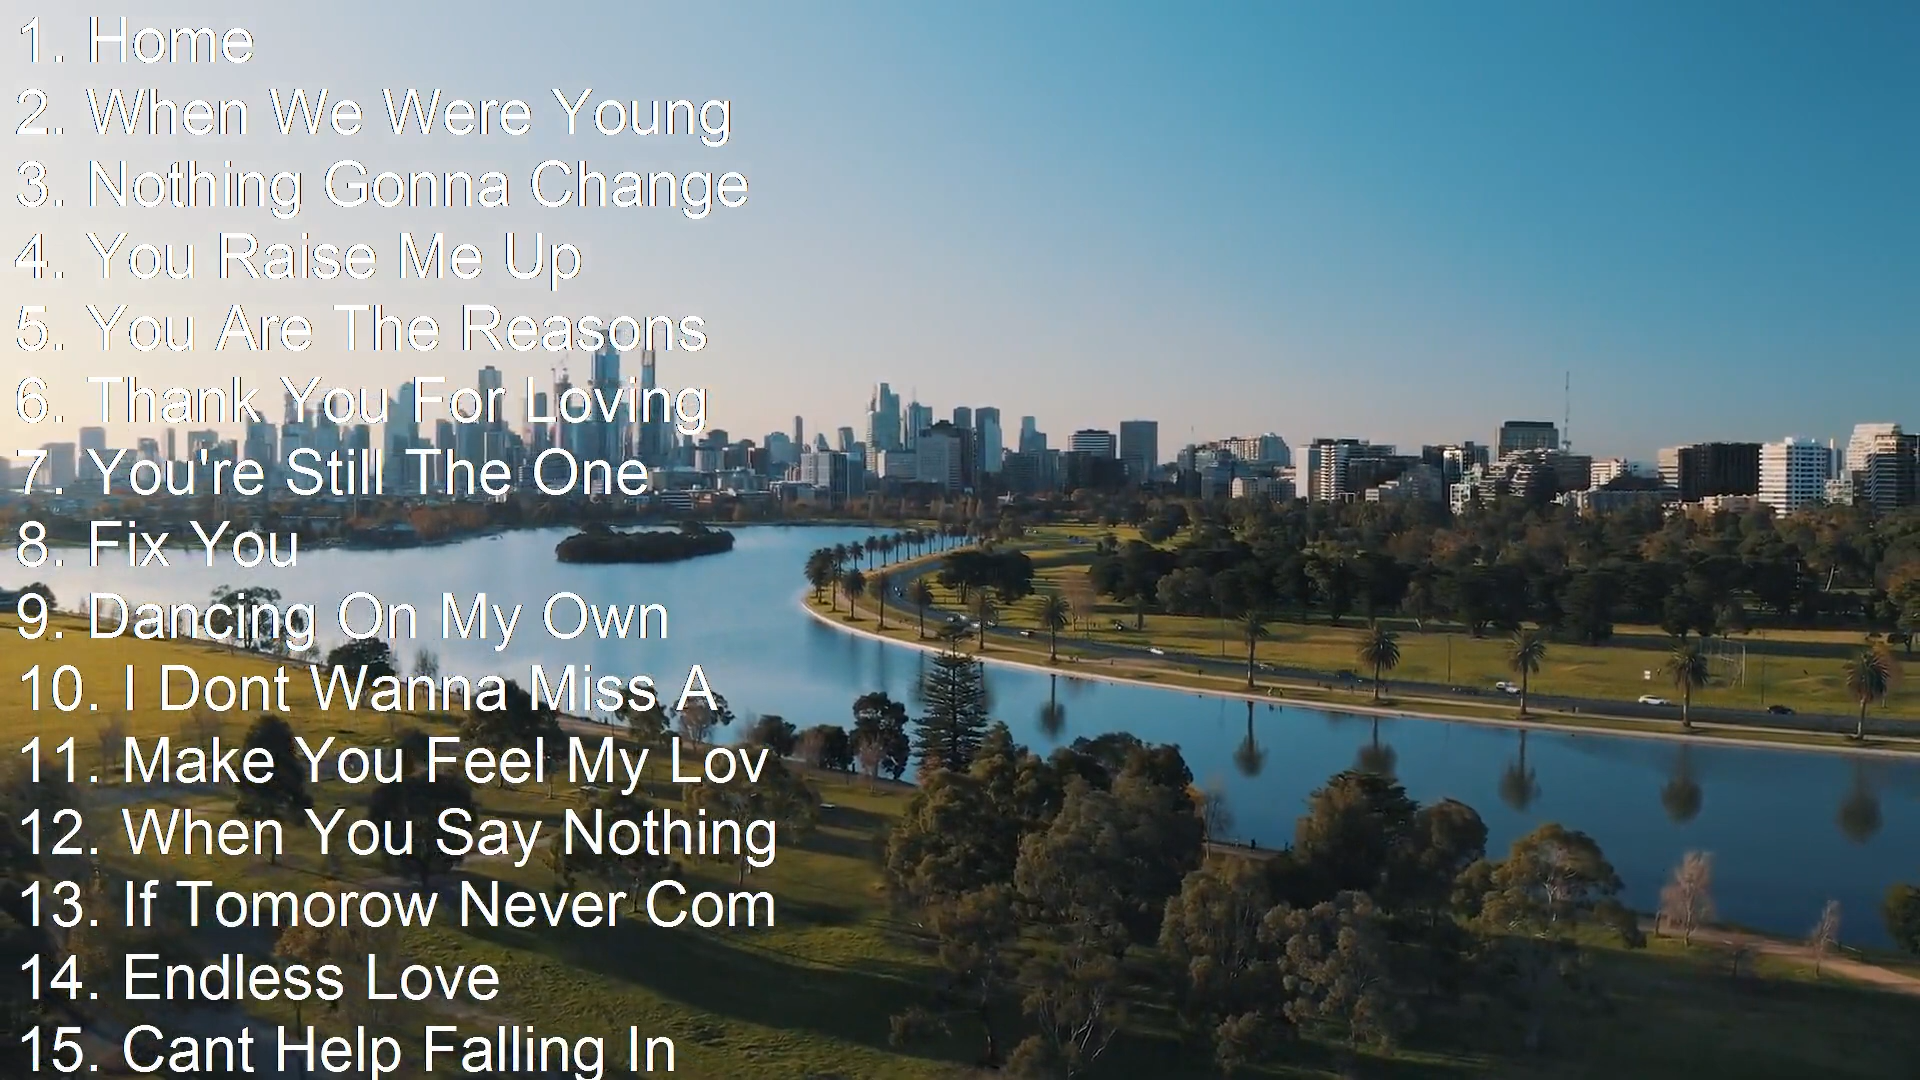 1. Home
2. When We Were Young
3. Nothing Gonna Change
4. You Raise Me Up
5. You Are The Reasons
6. Thank You For Loving
7. You're Still The One
8. Fix You
9. Dancing On My Own
10. I Dont Wanna Miss A
11. Make You Feel My Lov
12. When You Say Nothing
13. If Tomorow Never Com
14. Endless Love
15. Cant Help Falling In